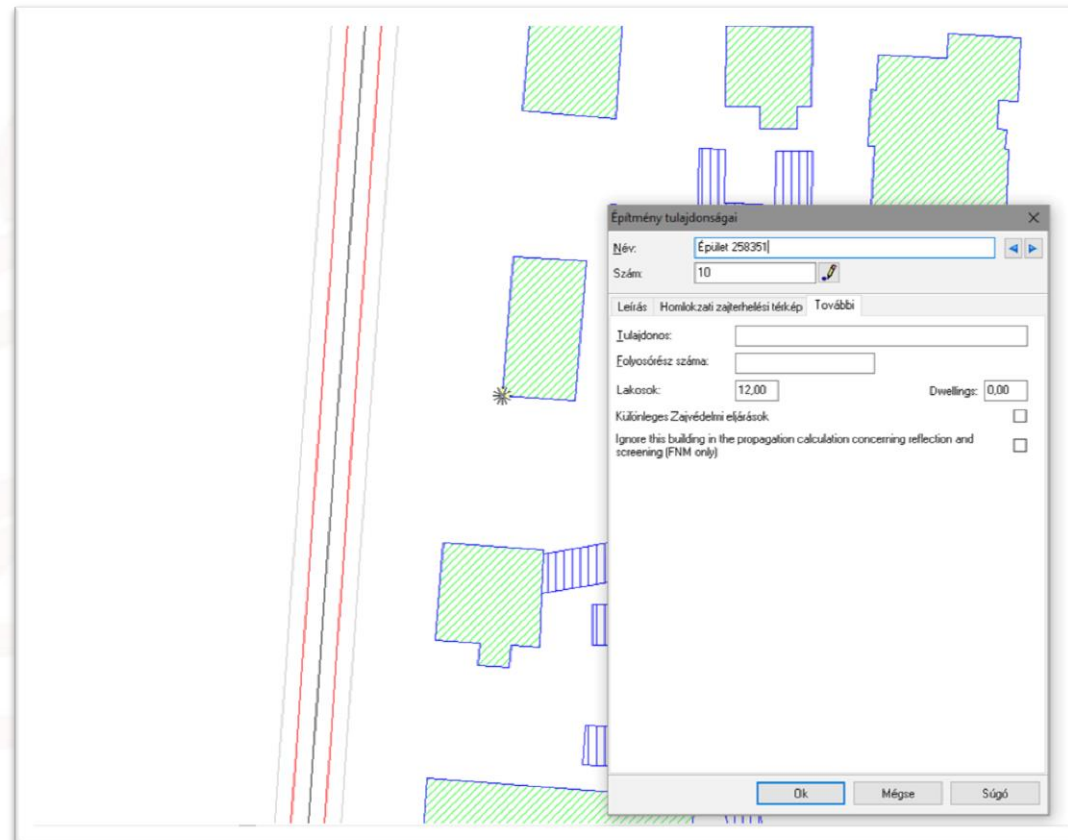 Építmény tulajdonságai
Név: Épület 258351
Szám: 10
Leírás Homlokzati zajterhelési térkép További
Tulajdonos:
Folyosórész száma:
Lakosok: 12,00 Dwellings: 0,00
Különleges Zajvédelmi eljárások
Ignore this building in the propagation calculation concerning reflection and
screening (FNM only)
Ok Mégse Súgó